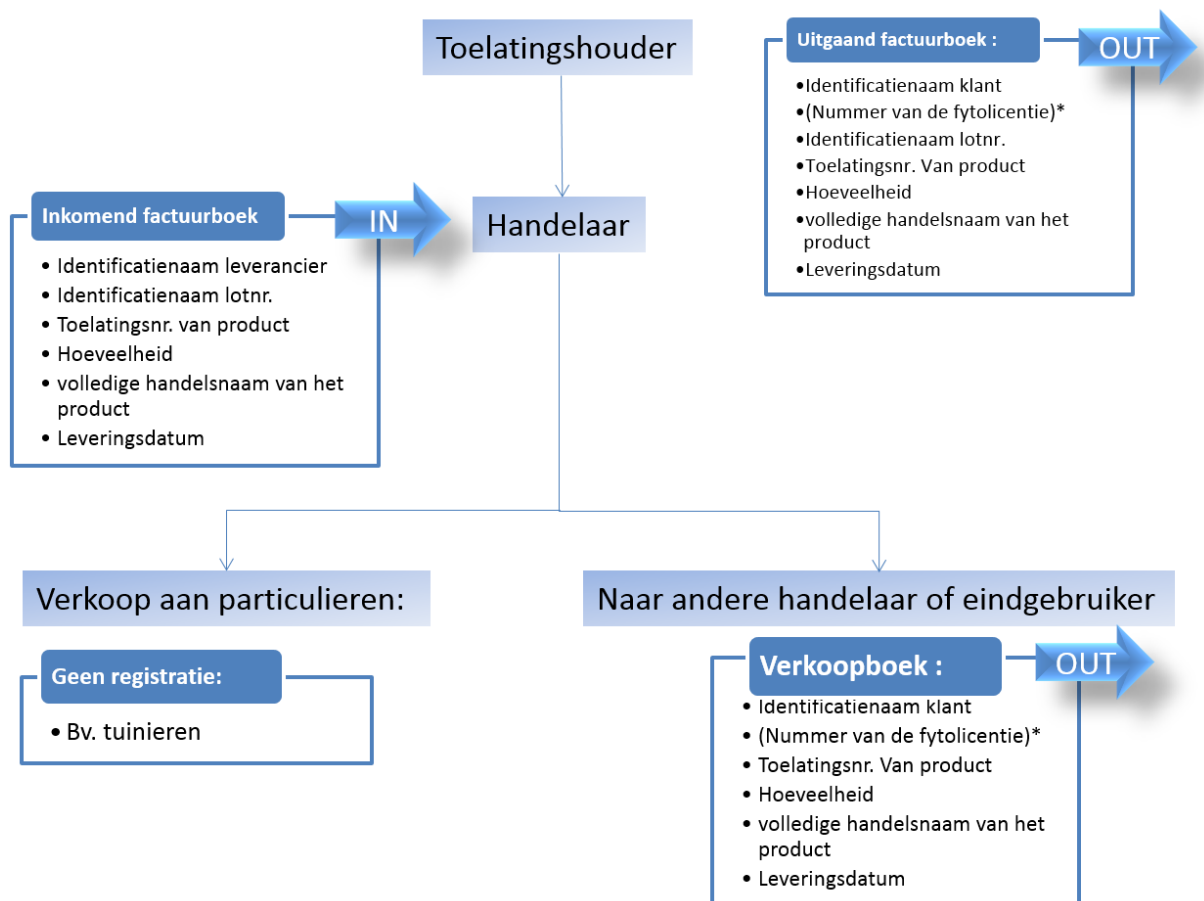 Toelatingshouder
Uitgaand factuurboek :
OUT
•Identificatienaam klant
•(Nummer van de fytolicentie)*
•Identificatienaam lotnr.
•Toelatingsnr. Van product
•Hoeveelheid
•volledige handelsnaam van het
product
•Leveringsdatum
Inkomend factuurboek
IN
• Identificatienaam leverancier
• Identificatienaam lotnr.
• Toelatingsnr. van product
• Hoeveelheid
• volledige handelsnaam van het
product
• Leveringsdatum
Handelaar
Verkoop aan particulieren:
Geen registratie:
• Bv. tuinieren
Naar andere handelaar of eindgebruiker
Verkoopboek :
OUT
• Identificatienaam klant
• (Nummer van de fytolicentie)*
• Toelatingsnr. Van product
• Hoeveelheid
• volledige handelsnaam van het
product
• Leveringsdatum